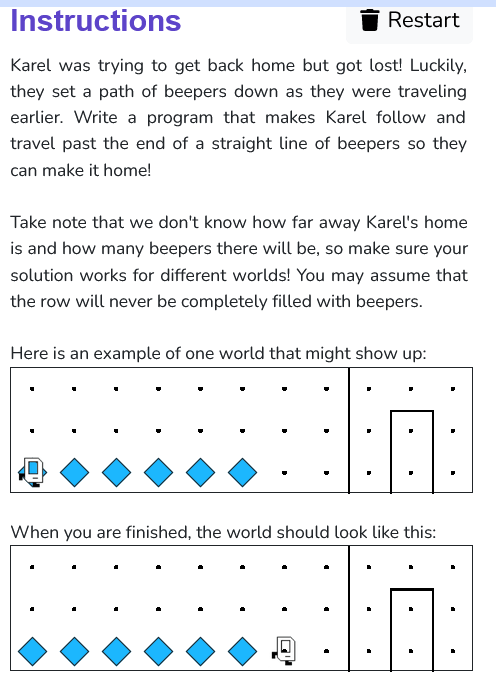 Instructions
Restart
Karel was trying to get back home but got lost! Luckily,
they set a path of beepers down as they were traveling
earlier. Write a program that makes Karel follow and
travel past the end of a straight line of beepers so they
can make it home!
Take note that we don't know how far away Karel's home
is and how many beepers there will be, so make sure your
solution works for different worlds! You may assume that
the row will never be completely filled with beepers.
Here is an example of one world that might show up:
When you are finished, the world should look like this: